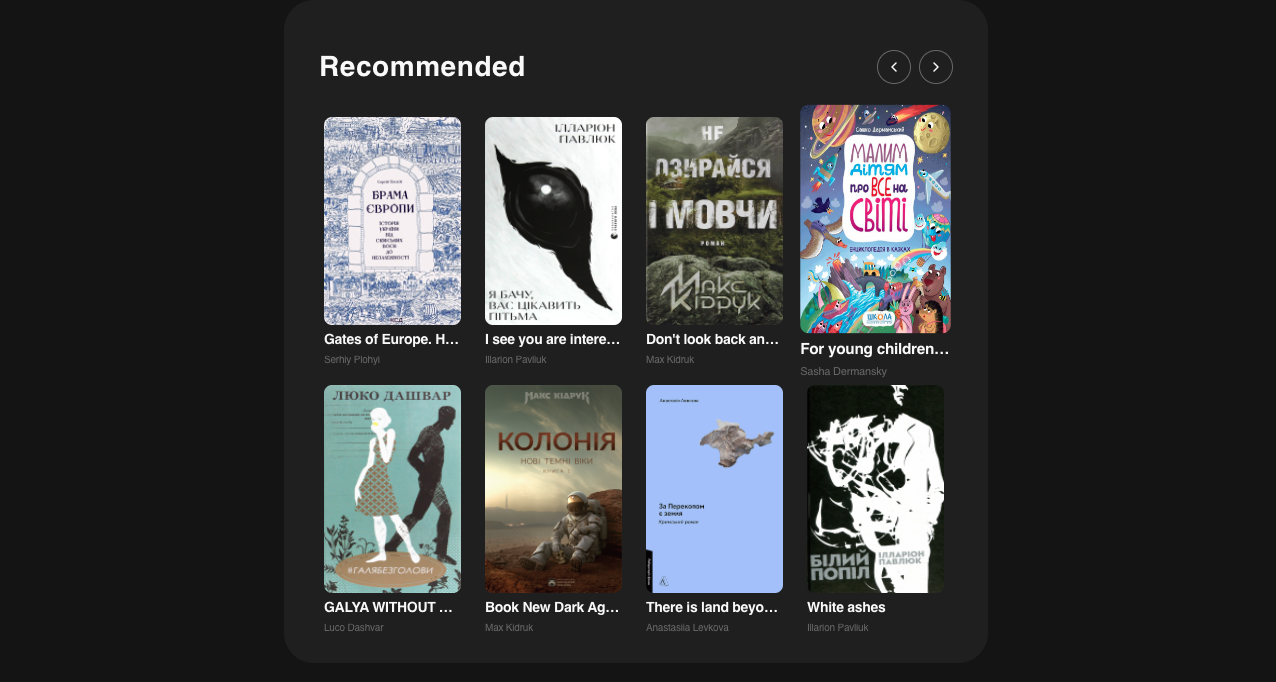 Recommended
Сергій Плохій
БРАМА
ЄВРОПИ
ІСТОРІЯ
УКРАЇНИ
ВІД
СКІФСЬКИХ
ВОЄН
ДО
НЕЗАЛЕЖНОСТІ
Gates of Europe. H...
Serhiy Plohyi
ІЛЛАРІОН
ПАВЛЮК
Я БАЧУ,
ВАС ЦІКАВИТЬ
ПІТЬМА
I see you are intere...
Illarion Pavliuk
НЕ
ОЗИРАЙСЯ
І МОВЧИ
РОМАН
Макс
Кідрук
Don't look back an...
Max Kidruk
Сашко Дерманський
МАЛИМ
дітям
про ВСЕ на
СВІТІ
ЕНЦИКЛОПЕДІЯ В КАЗКАХ
ШКОЛА
For young children...
Sasha Dermansky
ЛЮКО ДАШВАР
#ГАЛЯБЕЗГОЛОВИ
GALYA WITHOUT ...
Luco Dashvar
МАКС КІДРУК
КОЛОНІЯ
НОВІ ТЕМНІ ВІКИ
КНИГА 1
Book New Dark Ag...
Max Kidruk
Анастасія Левкова
За Перекопом
є земля
Кримський роман
There is land beyo...
Anastasiia Levkova
БІЛИЙ
ПОПІЛ
ІЛЛАРІОН
ПАВЛЮК
White ashes
Illarion Pavliuk